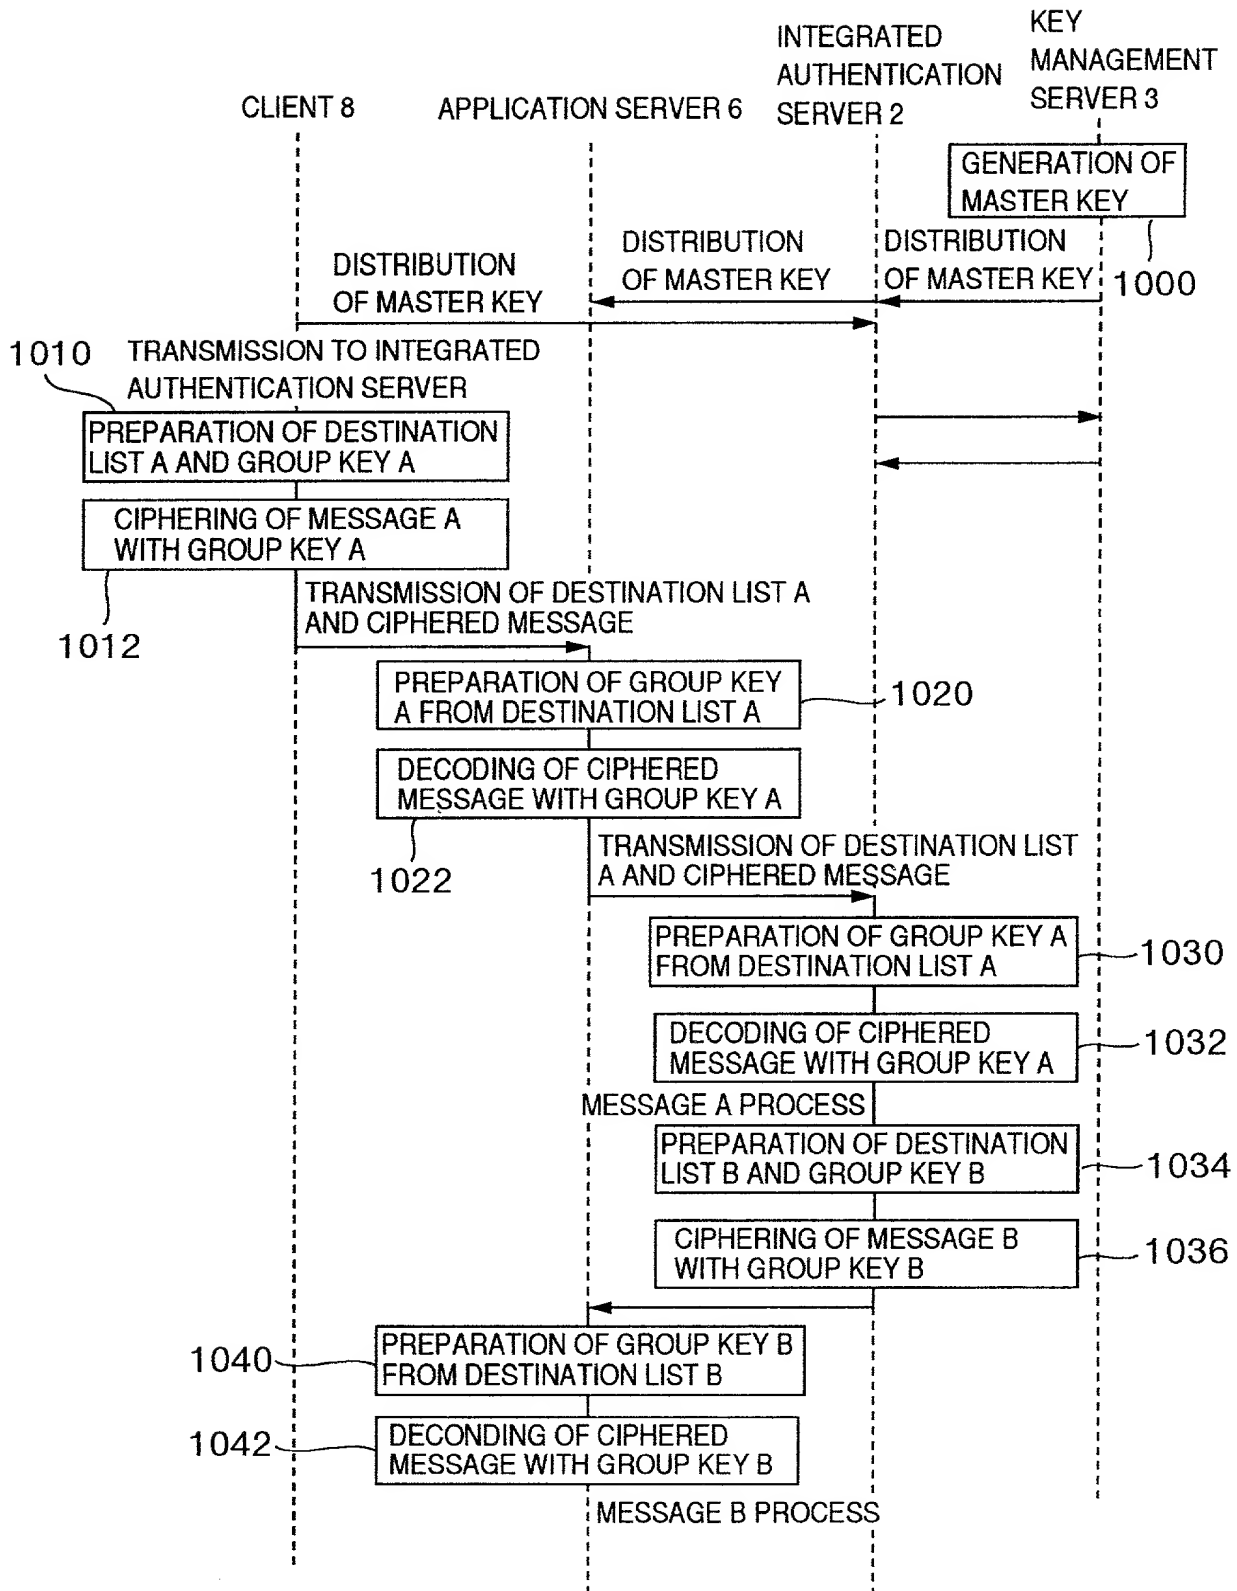 CLIENT 8
APPLICATION SERVER 6
INTEGRATED
AUTHENTICATION
SERVER 2
KEY
MANAGEMENT
SERVER 3
GENERATION OF
MASTER KEY
1000
DISTRIBUTION
OF MASTER KEY
DISTRIBUTION
OF MASTER KEY
DISTRIBUTION
OF MASTER KEY
1010
TRANSMISSION TO INTEGRATED
AUTHENTICATION SERVER
PREPARATION OF DESTINATION
LIST A AND GROUP KEY A
CIPHERING OF MESSAGE A
WITH GROUP KEY A
1012
TRANSMISSION OF DESTINATION LIST A
AND CIPHERED MESSAGE
PREPARATION OF GROUP KEY
A FROM DESTINATION LIST A
1020
DECODING OF CIPHERED
MESSAGE WITH GROUP KEY A
1022
TRANSMISSION OF DESTINATION LIST
A AND CIPHERED MESSAGE
PREPARATION OF GROUP KEY A
FROM DESTINATION LIST A
1030
DECODING OF CIPHERED
MESSAGE WITH GROUP KEY A
1032
MESSAGE A PROCESS
PREPARATION OF DESTINATION
LIST B AND GROUP KEY B
1034
CIPHERING OF MESSAGE B
WITH GROUP KEY B
1036
1040
PREPARATION OF GROUP KEY B
FROM DESTINATION LIST B
1042
DECONDING OF CIPHERED
MESSAGE WITH GROUP KEY B
MESSAGE B PROCESS